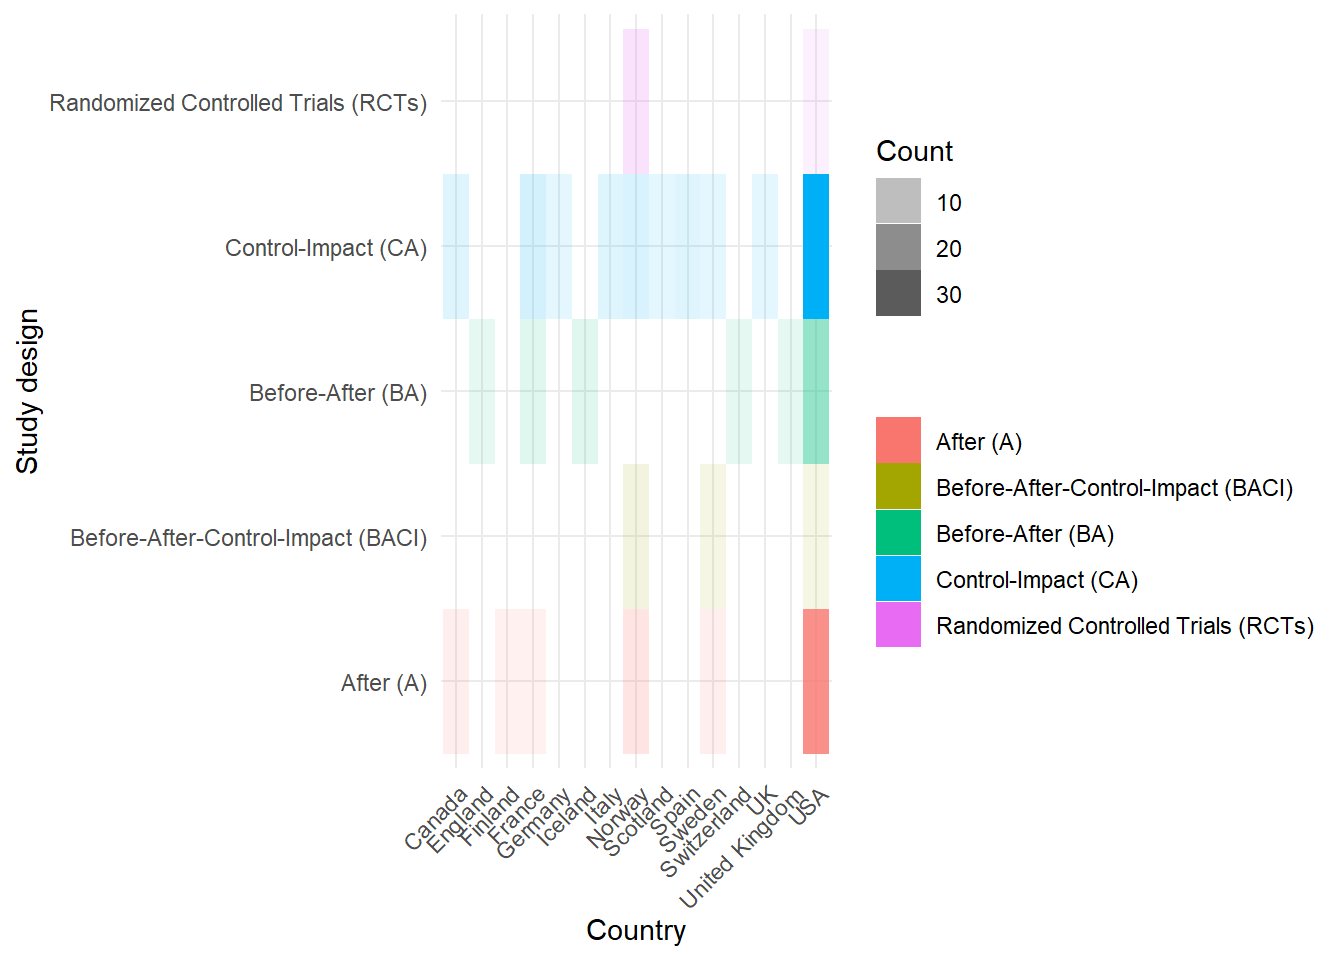 Study design
Randomized Controlled Trials (RCTs)
Control-Impact (CA)
Before-After (BA)
Before-After-Control-Impact (BACI)
After (A)
Canada
England
Finland
France
Germany
Iceland
Italy
Norway
Scotland
Spain
Sweden
Switzerland
UK
United Kingdom
USA
Country
Count
10
20
30
After (A)
Before-After-Control-Impact (BACI)
Before-After (BA)
Control-Impact (CA)
Randomized Controlled Trials (RCTs)